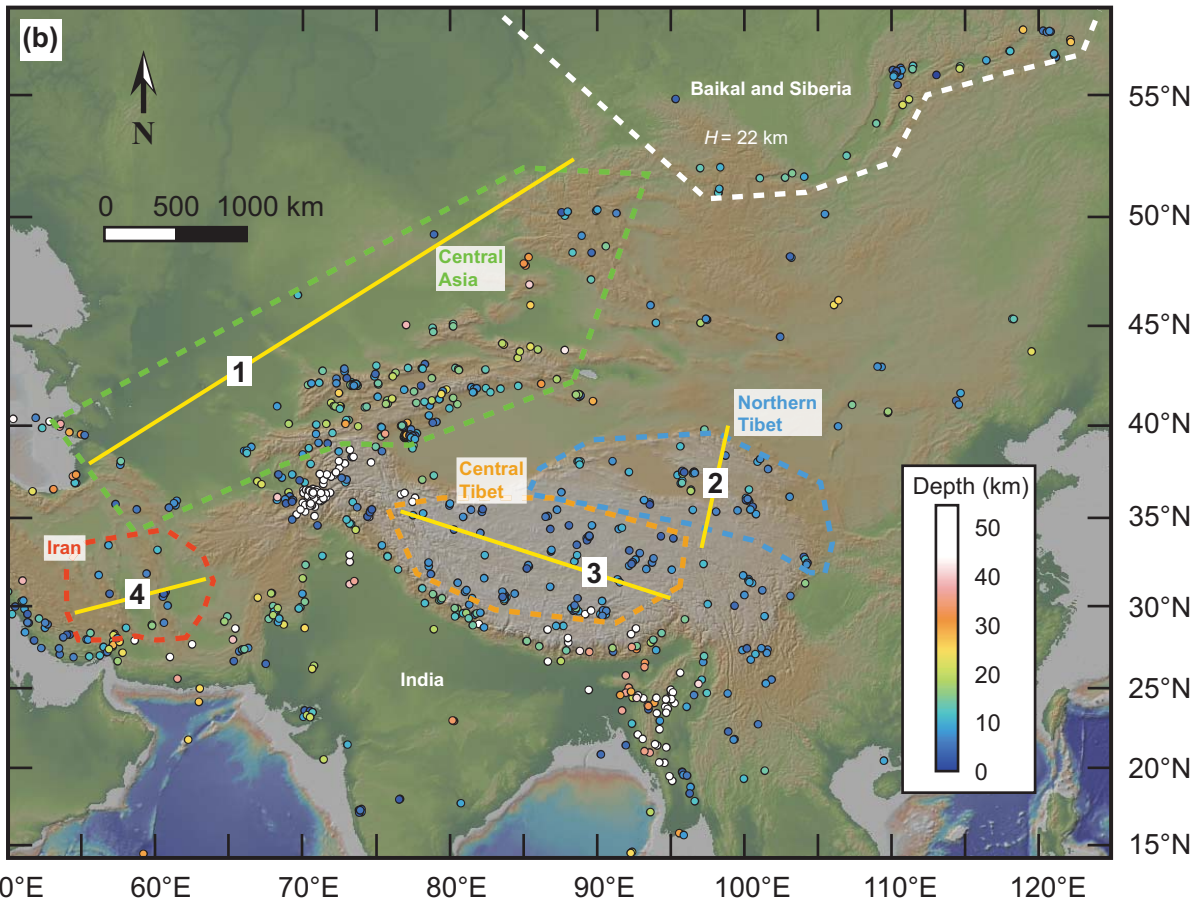 (b)
N
0 500 1000 km
Baikal and Siberia
H = 22 km
Central
Asia
1
Northern
Tibet
2
Central
Tibet
3
Iran
4
India
Depth (km)
50
40
30
20
10
0
55°N
50°N
45°N
40°N
35°N
30°N
25°N
20°N
15°N
0°E 60°E 70°E 80°E 90°E 100°E 110°E 120°E